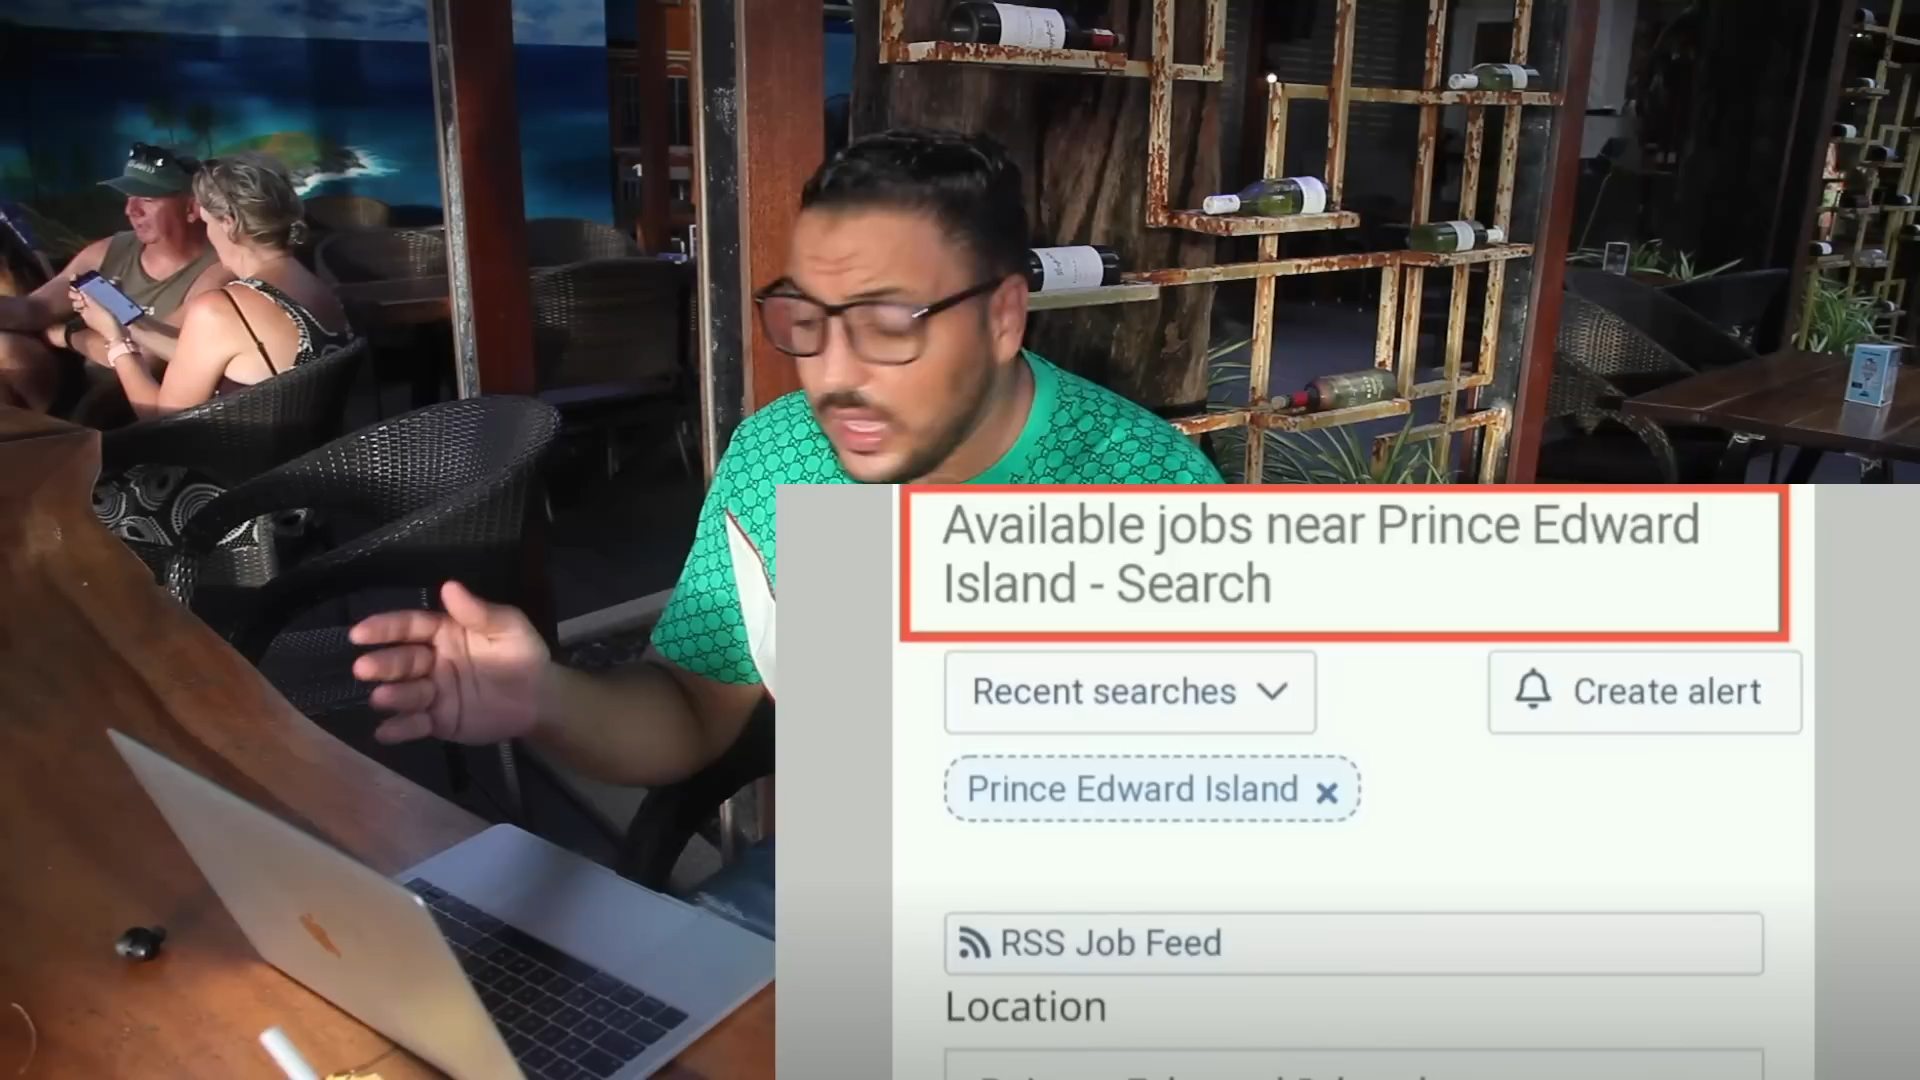 Available jobs near Prince Edward
Island - Search
Recent searches
Create alert
Prince Edward Island
RSS Job Feed
Location